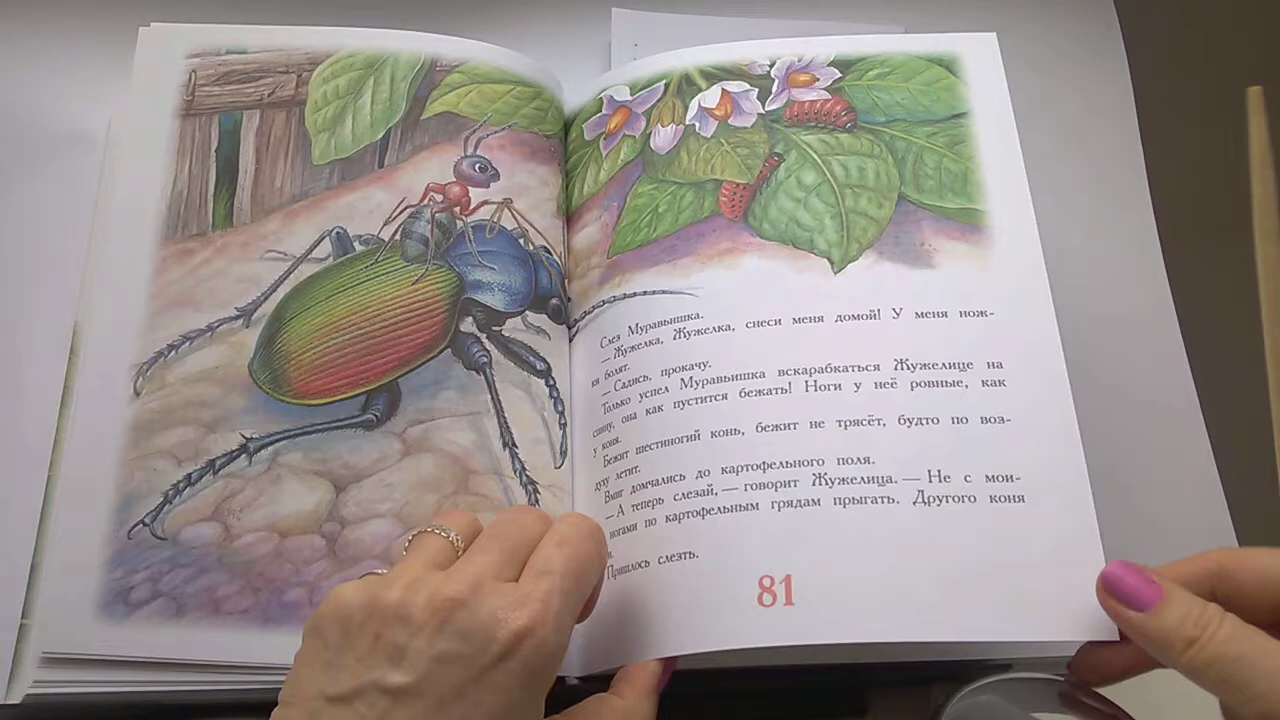 Слез Муравьишка.
— Жужелка, Жужелка, снеси меня домой! У меня нож-
ки болят.
— Садись, прокачу.
Только успел Муравьишка вскарабкаться Жужелице на
спину, она как пустится бежать! Ноги у неё ровные, как
у коня.
Бежит шестиногий конь, бежит не трясёт, будто по воз-
духу летит.
Вмиг домчались до картофельного поля.
— А теперь слезай, — говорит Жужелица. — Не с мои-
ногами по картофельным грядам прыгать. Другого коня
и.
Пришлось слезть.
81